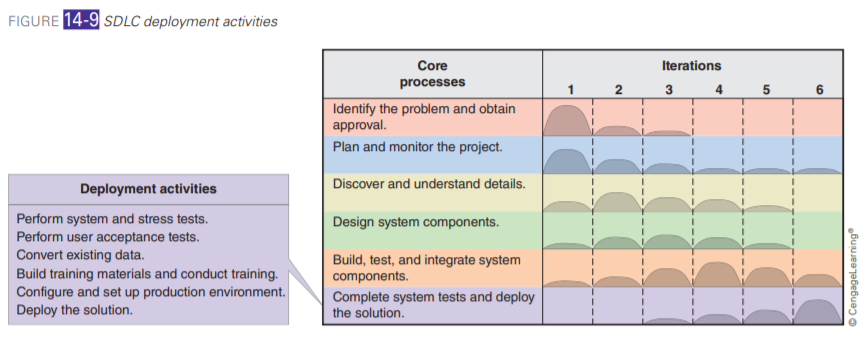 FIGURE 14-9 SDLC deployment activities
Core
processes
Iterations
1 2 3 4 5 6
Identify the problem and obtain
approval.
Plan and monitor the project.
Discover and understand details.
Design system components.
Build, test, and integrate system
components.
Complete system tests and deploy
the solution.
Deployment activities
Perform system and stress tests.
Perform user acceptance tests.
Convert existing data.
Build training materials and conduct training.
Configure and set up production environment.
Deploy the solution.
© CengageLearning®